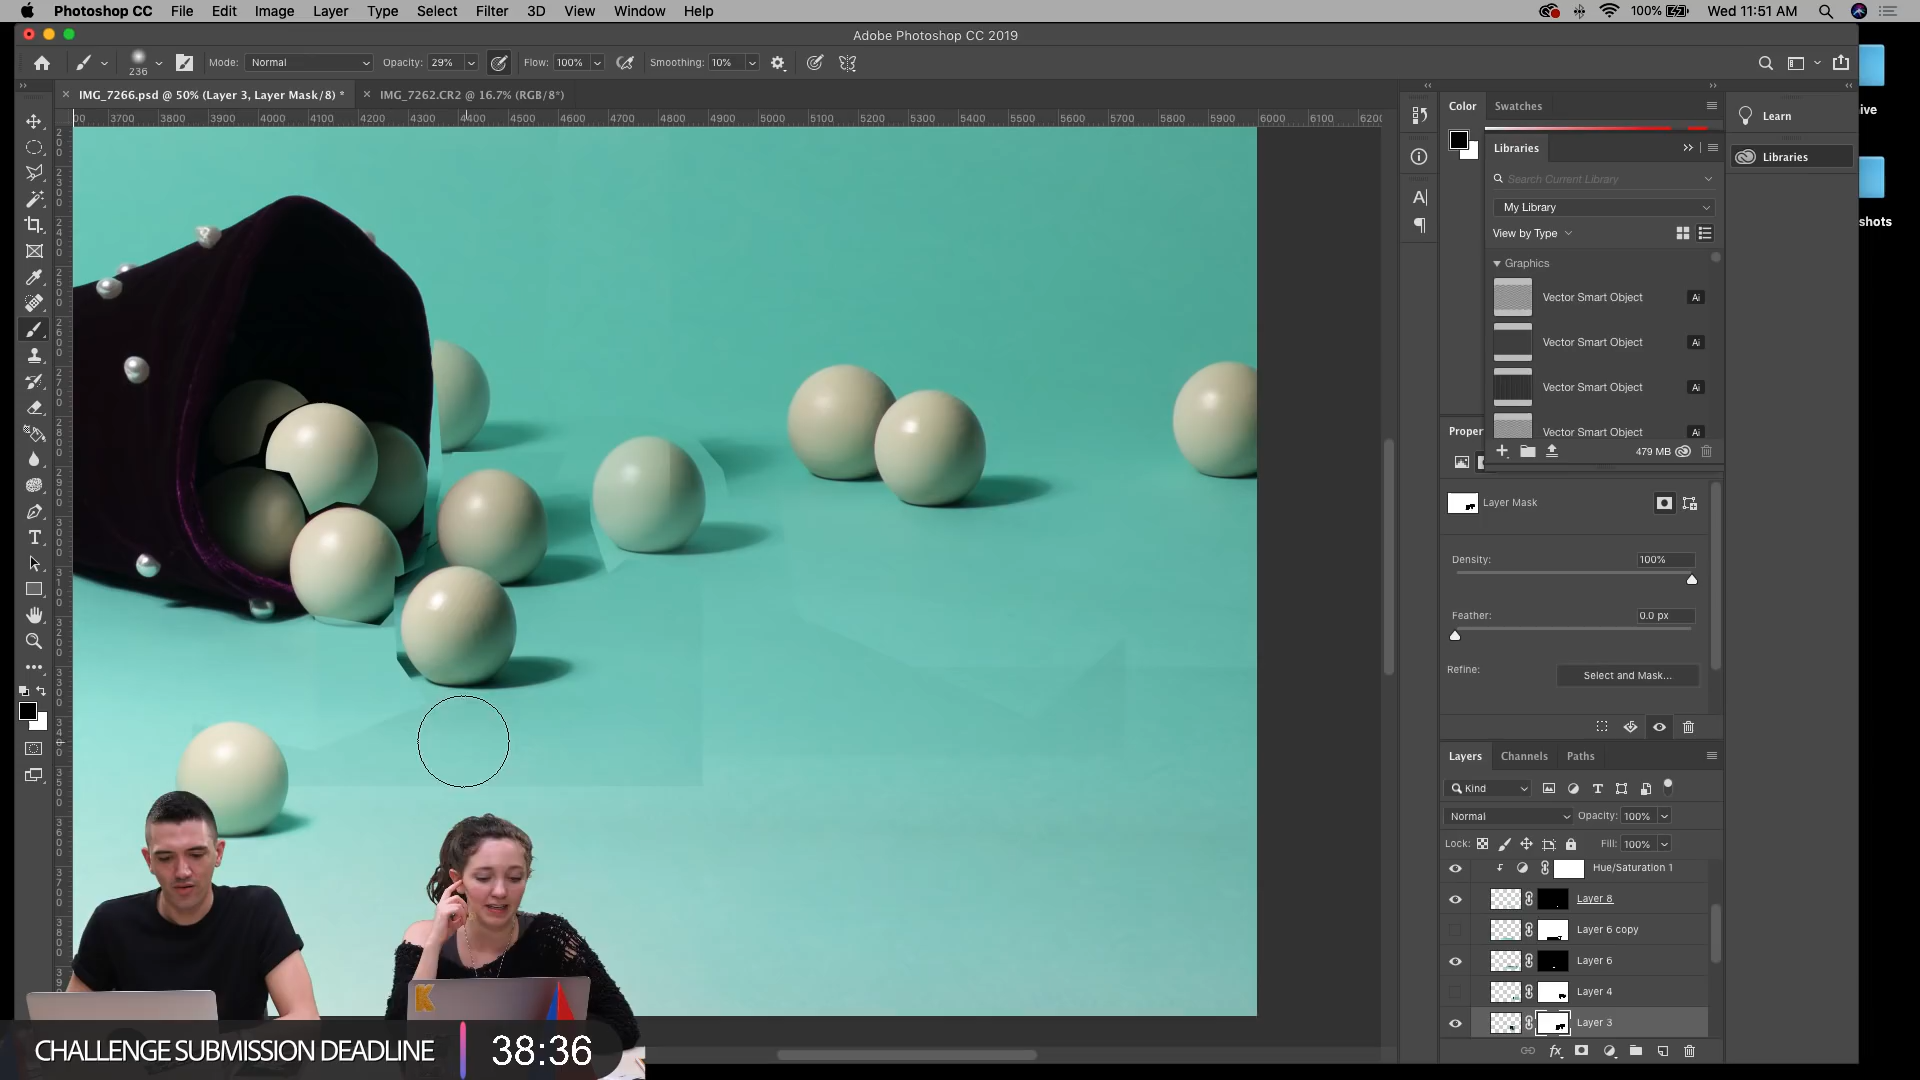 Photoshop CC File Edit Image Layer Type Select Filter 3D View Window Help 100% Wed 11:51 AM
Adobe Photoshop CC 2019
236 Mode: Normal Opacity: 29% Flow: 100% Smoothing: 10%
× IMG_7266.psd @ 50% (Layer 3, Layer Mask/8) * × IMG_7262.CR2 @ 16.7% (RGB/8*)
3700 3800 3900 4000 4100 4200 4300 4400 4500 4600 4700 4800 4900 5000 5100 5200 5300 5400 5500 5600 5700 5800 5900 6000 6100 6200
Color Swatches
Learn
Libraries
Libraries
Search Current Library
My Library
View by Type
Graphics
Vector Smart Object Ai
Vector Smart Object Ai
Vector Smart Object Ai
Vector Smart Object Ai
479 MB
Proper
Layer Mask
Density: 100%
Feather: 0.0 px
Refine: Select and Mask...
Layers Channels Paths
Kind
Normal Opacity: 100%
Lock: Fill: 100%
Hue/Saturation 1
Layer 8
Layer 6 copy
Layer 6
Layer 4
Layer 3
fx
ive
shots
K
CHALLENGE SUBMISSION DEADLINE 38:36